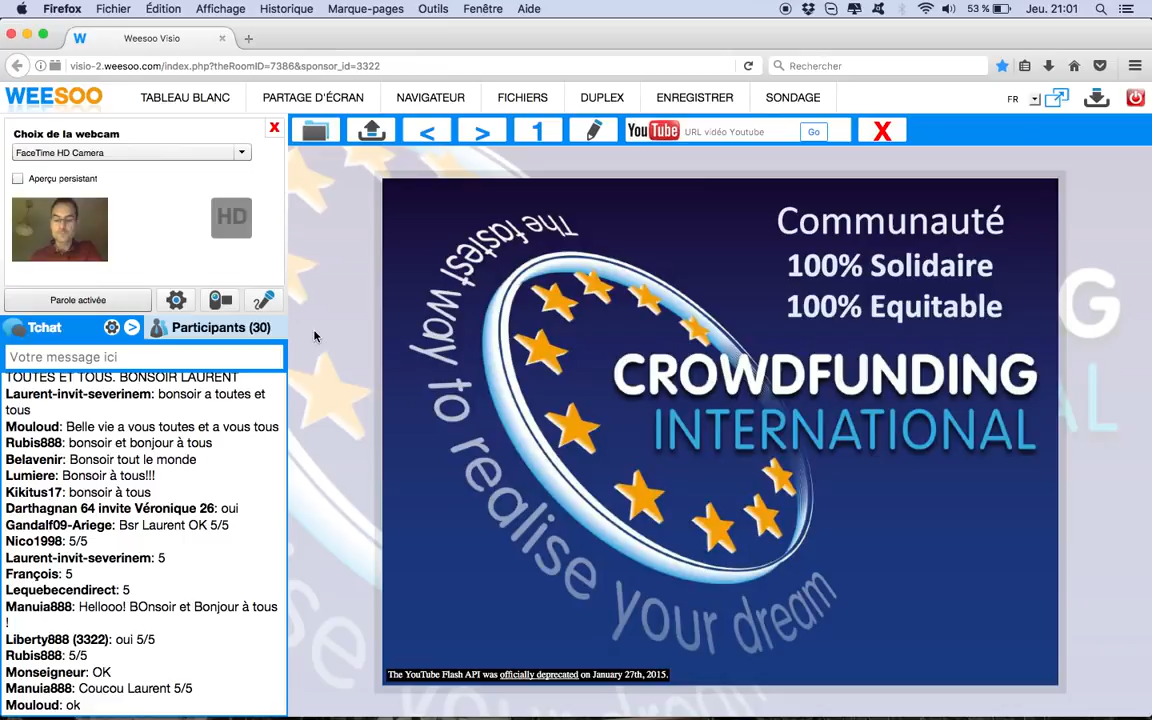 Firefox Fichier Édition Affichage Historique Marque-pages Outils Fenêtre Aide 53 % Jeu. 21:01
W Weesoo Visio
visio-2.weesoo.com/index.php?theRoomID=7386&sponsor_id=3322 Rechercher
WEESOO TABLEAU BLANC PARTAGE D'ÉCRAN NAVIGATEUR FICHIERS DUPLEX ENREGISTRER SONDAGE FR
Choix de la webcam X
FaceTime HD Camera
Aperçu persistant
HD
Parole activée
< > 1 YouTube URL vidéo Youtube Go X
Tchat Participants (30)
Votre message ici
TOUTES ET TOUS. BONSOIR LAURENT
Laurent-invit-severinem: bonsoir a toutes et
tous
Mouloud: Belle vie a vous toutes et a vous tous
Rubis888: bonsoir et bonjour à tous
Belavenir: Bonsoir tout le monde
Lumiere: Bonsoir à tous!!!
Kikitus17: bonsoir à tous
Darthagnan 64 invite Véronique 26: oui
Gandalf09-Ariege: Bsr Laurent OK 5/5
Nico1998: 5/5
Laurent-invit-severinem: 5
François: 5
Lequebecendirect: 5
Manuia888: Hellooo! BOnsoir et Bonjour à tous
!
Liberty888 (3322): oui 5/5
Rubis888: 5/5
Monseigneur: OK
Manuia888: Coucou Laurent 5/5
Mouloud: ok
Communauté
100% Solidaire
100% Equitable
CROWDFUNDING
INTERNATIONAL
The fastest way to realise your dream
The YouTube Flash API was officially deprecated on January 27th, 2015.